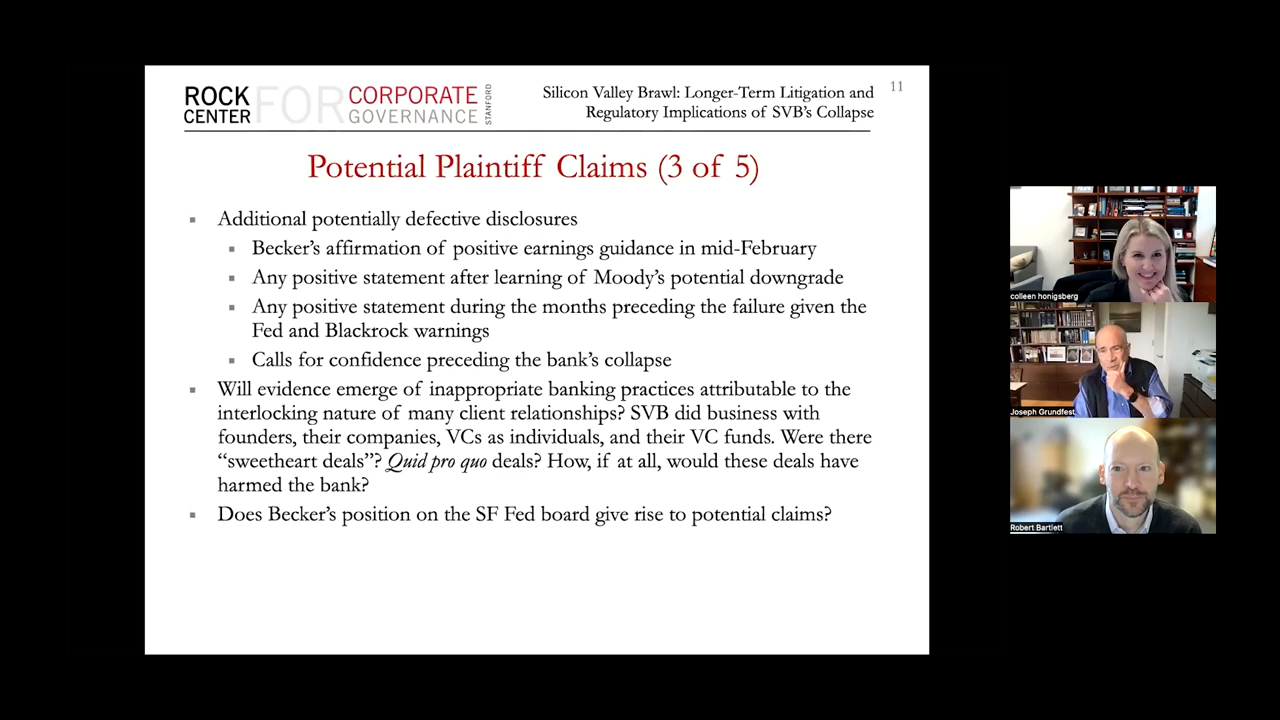 ROCK
CENTER
FOR
CORPORATE
GOVERNANCE
STANFORD
Silicon Valley Brawl: Longer-Term Litigation and
Regulatory Implications of SVB's Collapse
11
Potential Plaintiff Claims (3 of 5)
Additional potentially defective disclosures
Becker's affirmation of positive earnings guidance in mid-February
Any positive statement after learning of Moody's potential downgrade
Any positive statement during the months preceding the failure given the
Fed and Blackrock warnings
Calls for confidence preceding the bank's collapse
Will evidence emerge of inappropriate banking practices attributable to the
interlocking nature of many client relationships? SVB did business with
founders, their companies, VCs as individuals, and their VC funds. Were there
“sweetheart deals”? Quid pro quo deals? How, if at all, would these deals have
harmed the bank?
Does Becker's position on the SF Fed board give rise to potential claims?
colleen honigsberg
Joseph Grundfest
Robert Bartlett